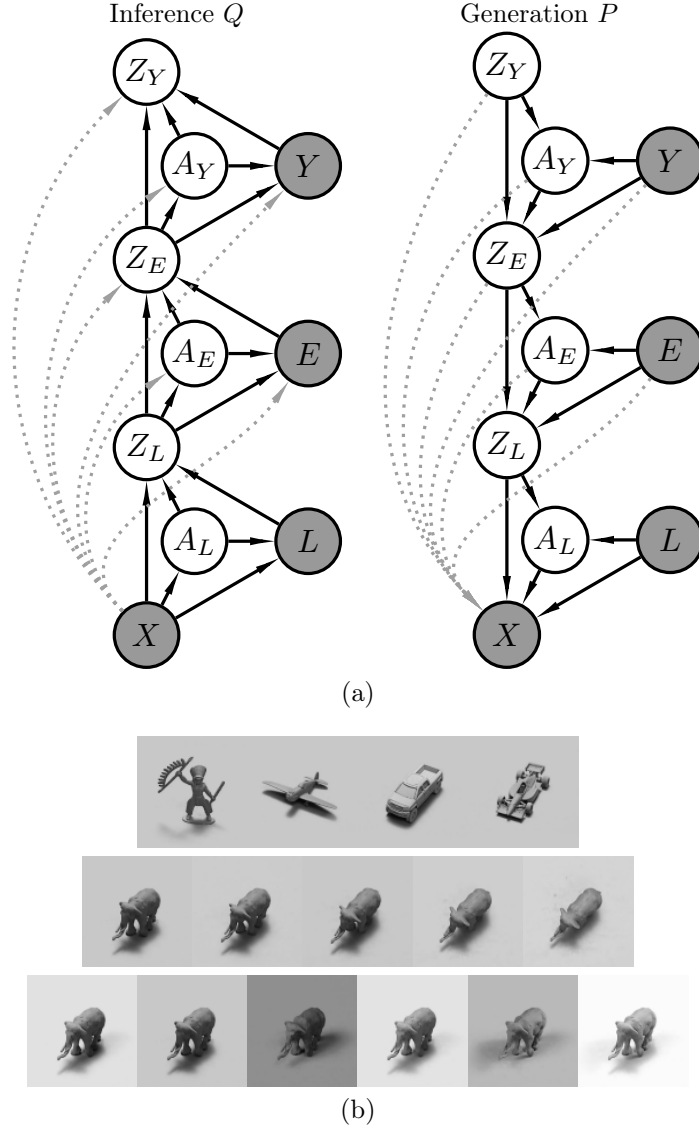 Inference Q Generation P
Z_Y Z_Y
A_Y Y A_Y Y
Z_E Z_E
A_E E A_E E
Z_L Z_L
A_L L A_L L
X X
(a)
(b)